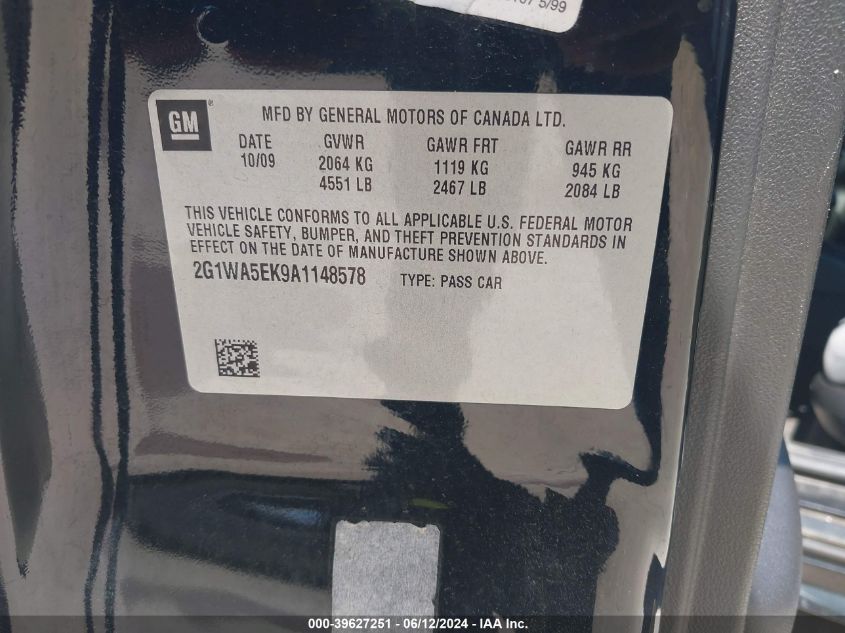 5/99
GM
MFD BY GENERAL MOTORS OF CANADA LTD.
DATE GVWR GAWR FRT GAWR RR
10/09 2064 KG 1119 KG 945 KG
4551 LB 2467 LB 2084 LB
THIS VEHICLE CONFORMS TO ALL APPLICABLE U.S. FEDERAL MOTOR
VEHICLE SAFETY, BUMPER, AND THEFT PREVENTION STANDARDS IN
EFFECT ON THE DATE OF MANUFACTURE SHOWN ABOVE.
2G1WA5EK9A1148578 TYPE: PASS CAR
000-39627251 - 06/12/2024 - IAA Inc.